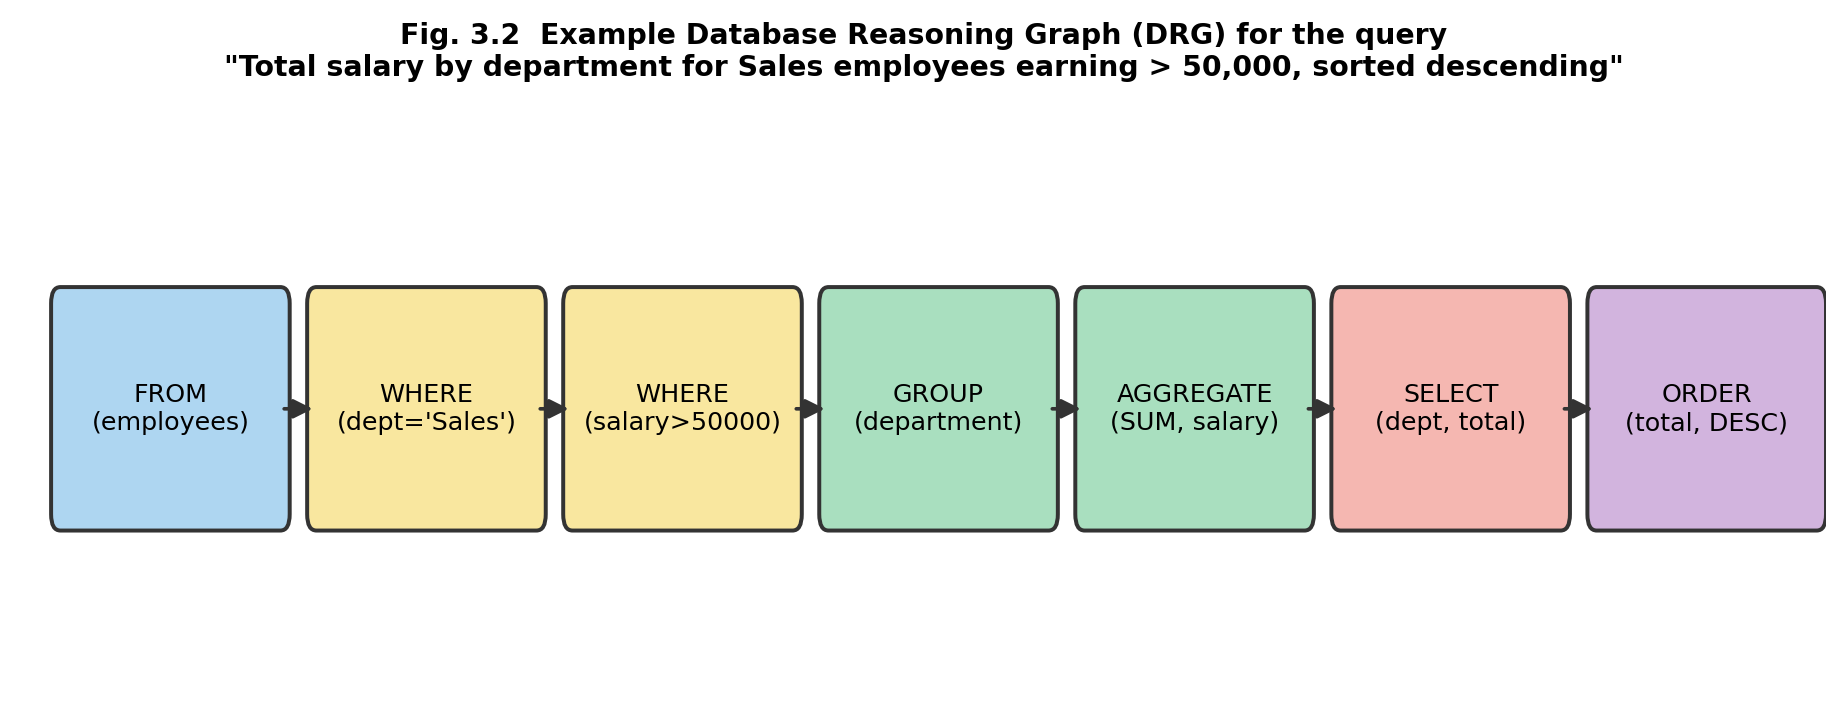 Fig. 3.2  Example Database Reasoning Graph (DRG) for the query
"Total salary by department for Sales employees earning > 50,000, sorted descending"
FROM
(employees)
WHERE
(dept='Sales')
WHERE
(salary>50000)
GROUP
(department)
AGGREGATE
(SUM, salary)
SELECT
(dept, total)
ORDER
(total, DESC)